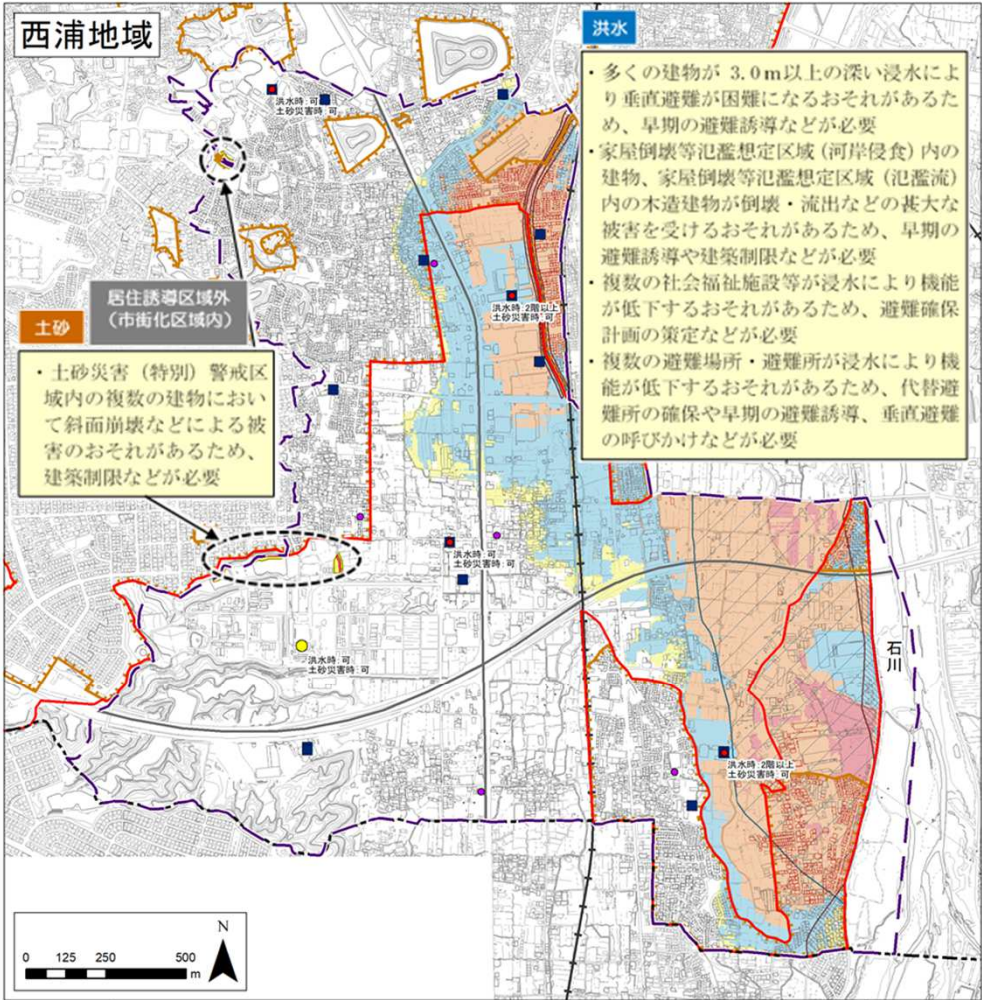 西浦地域
洪水
・多くの建物が 3.0m以上の深い浸水によ
り垂直避難が困難になるおそれがあるた
め、早期の避難誘導などが必要
・家屋倒壊等氾濫想定区域(河岸侵食)内の
建物、家屋倒壊等氾濫想定区域(氾濫流)
内の木造建物が倒壊・流出などの甚大な
被害を受けるおそれがあるため、早期の
避難誘導や建築制限などが必要
・複数の社会福祉施設等が浸水により機能
が低下するおそれがあるため、避難確保
計画の策定などが必要
・複数の避難場所・避難所が浸水により機
能が低下するおそれがあるため、代替避
難所の確保や早期の避難誘導、垂直避難
の呼びかけなどが必要
洪水時:可
土砂災害時:可
居住誘導区域外
(市街化区域内)
土砂
・土砂災害(特別)警戒区
域内の複数の建物におい
て斜面崩壊などによる被
害のおそれがあるため、
建築制限などが必要
洪水時:2階以上
土砂災害時:可
洪水時:可
土砂災害時:可
洪水時:可
土砂災害時:可
石川
洪水時:2階以上
土砂災害時:可
N
0 125 250 500
m